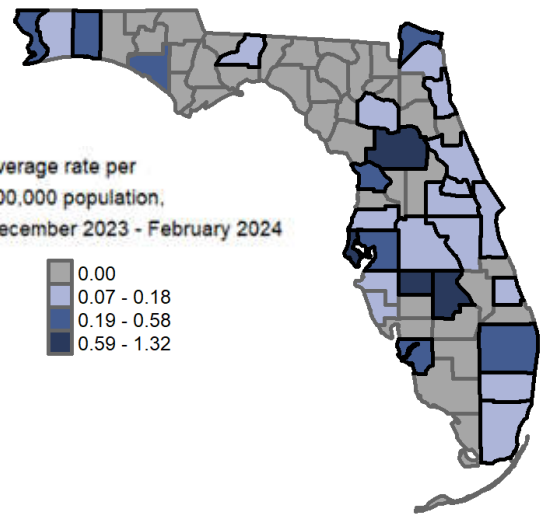 verage rate per
00,000 population,
ecember 2023 - February 2024
0.00
0.07 - 0.18
0.19 - 0.58
0.59 - 1.32